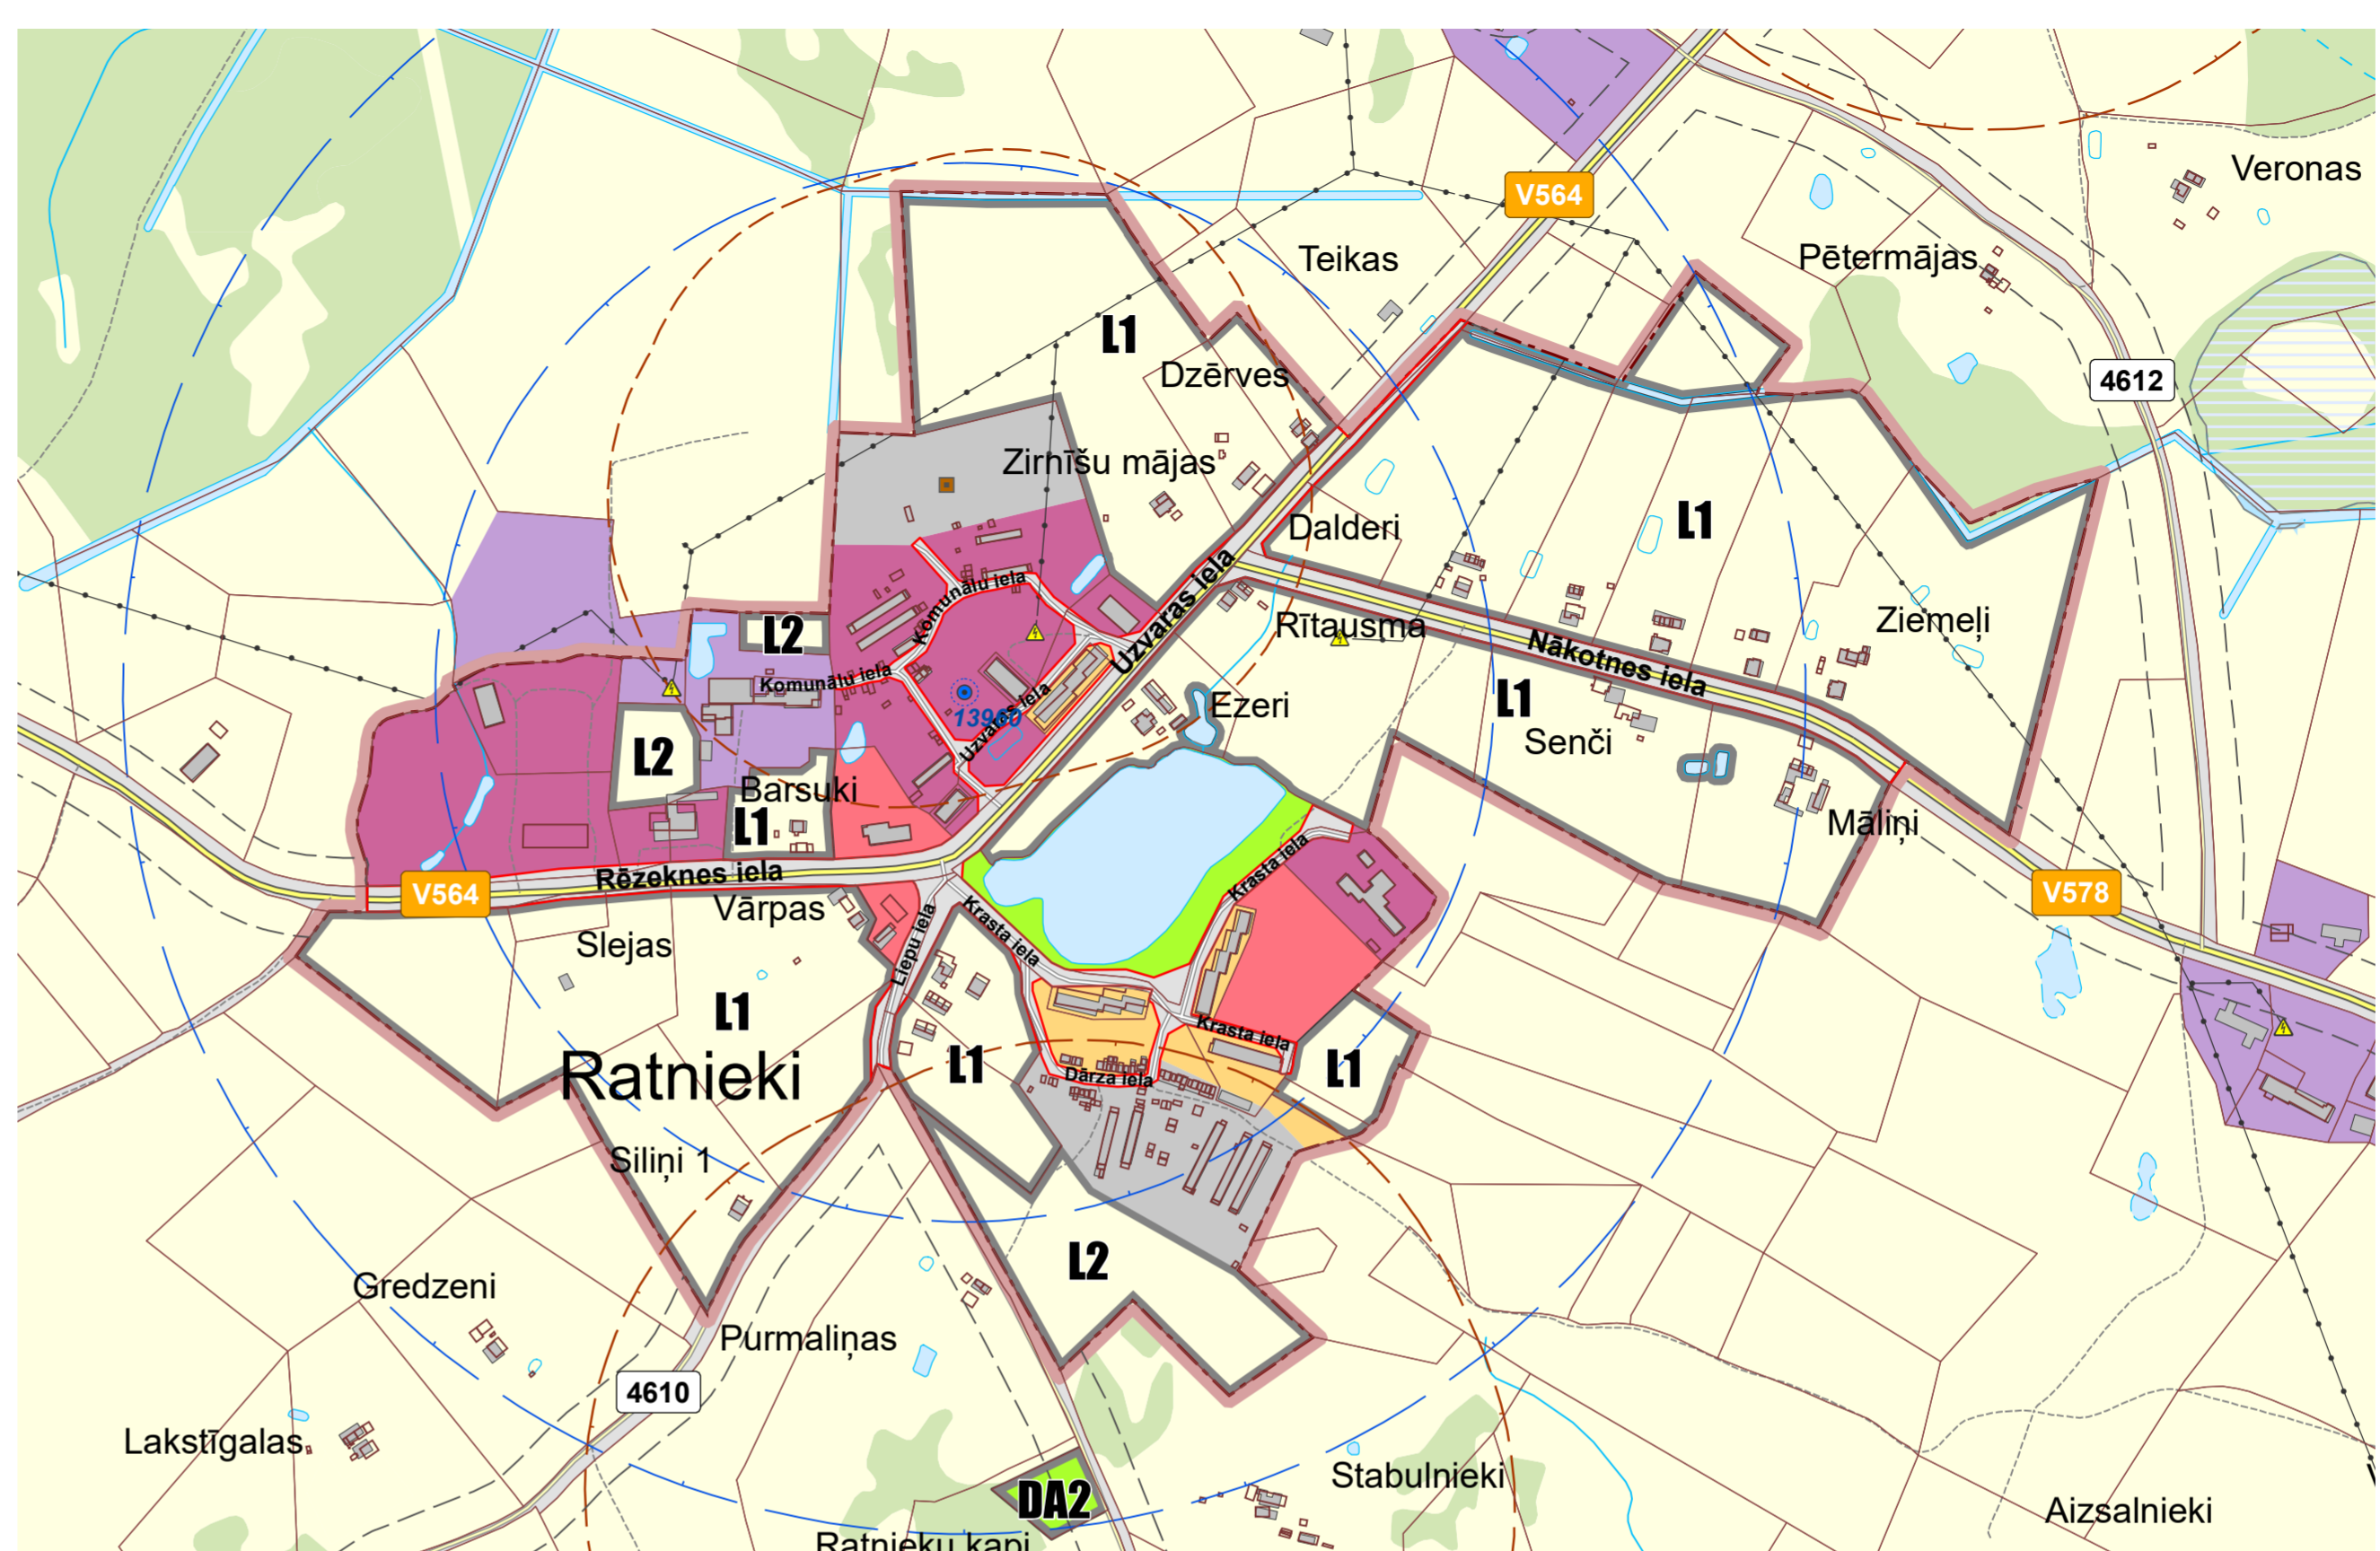 Veronas
V564
Teikas
Pētermājas
L1
4612
Dzērves
Zirnīšu mājas
Dalderi
L1
Komunālu iela
Uzvaras iela
Rītausma
Ziemeļi
L2
Nākotnes iela
Komunālu iela
L1
Ezeri
Uzvaras iela
Senči
L2
Barsuki
L1
Māliņi
Krasta iela
Rēzeknes iela
V564
V578
Vārpas
Krasta iela
Liepu iela
Slejas
L1
Krasta iela
Ratnieki
L1
L1
Dārza iela
Siliņi 1
L2
Gredzeni
Purmaliņas
4610
Lakstīgalas
Stabulnieki
DA2
Aizsalnieki
Ratnieku kapi